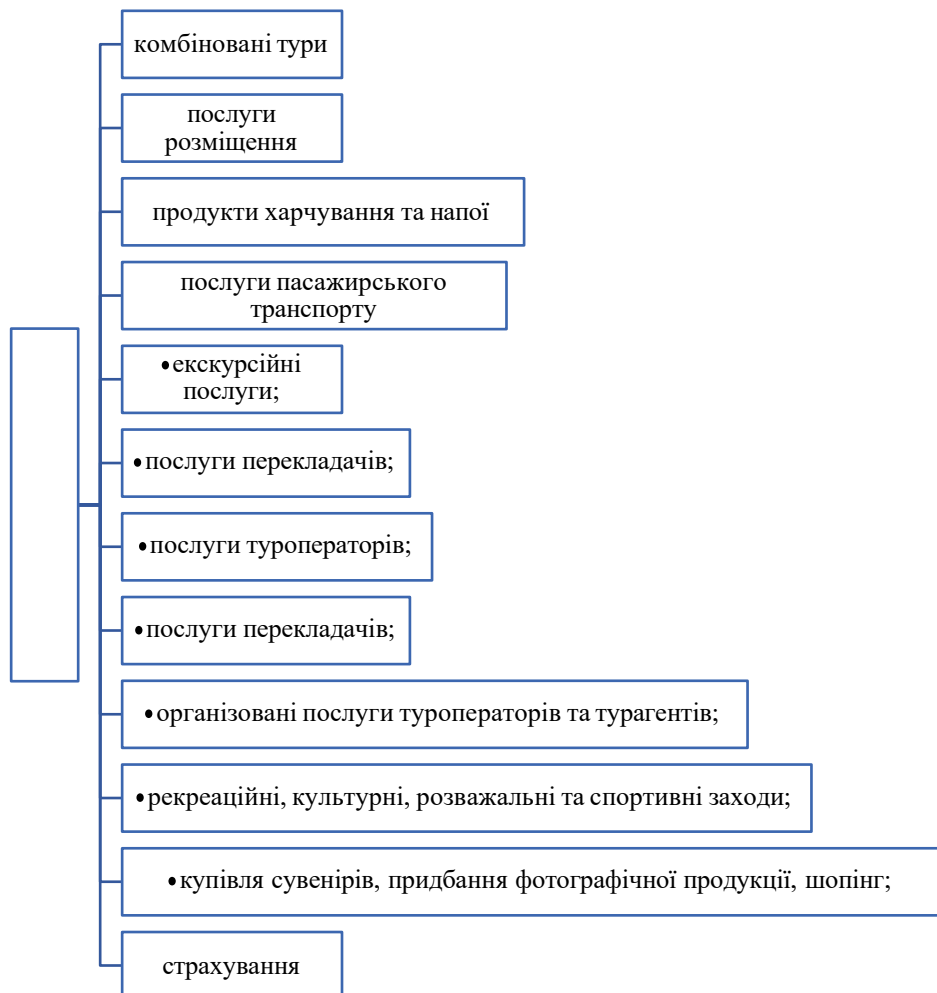 комбіновані тури
послуги
розміщення
продукти харчування та напої
послуги пасажирського
транспорту
•екскурсійні
послуги;
•послуги перекладачів;
•послуги туроператорів;
•послуги перекладачів;
•організовані послуги туроператорів та турагентів;
•рекреаційні, культурні, розважальні та спортивні заходи;
•купівля сувенірів, придбання фотографічної продукції, шопінг;
страхування